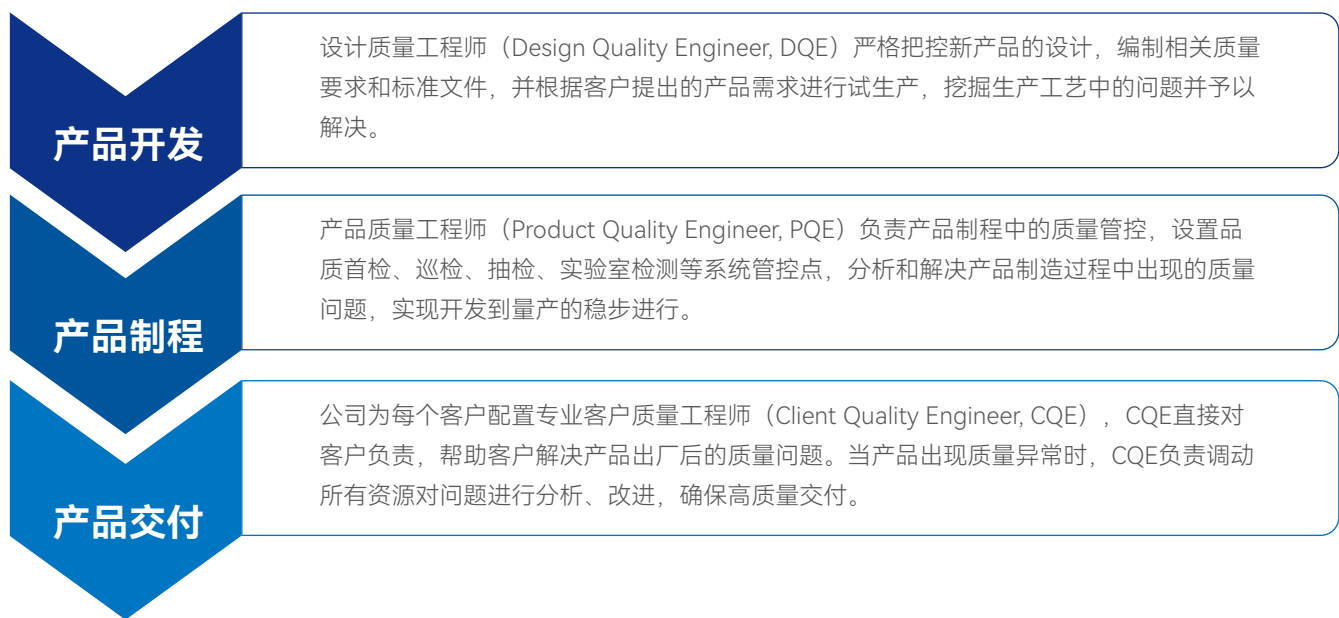 产品开发
设计质量工程师（Design Quality Engineer, DQE）严格把控新产品的设计，编制相关质量
要求和标准文件，并根据客户提出的产品需求进行试生产，挖掘生产工艺中的问题并予以
解决。
产品制程
产品质量工程师（Product Quality Engineer, PQE）负责产品制程中的质量管控，设置品
质首检、巡检、抽检、实验室检测等系统管控点，分析和解决产品制造过程中出现的质量
问题，实现开发到量产的稳步进行。
产品交付
公司为每个客户配置专业客户质量工程师（Client Quality Engineer, CQE），CQE直接对
客户负责，帮助客户解决产品出厂后的质量问题。当产品出现质量异常时，CQE负责调动
所有资源对问题进行分析、改进，确保高质量交付。